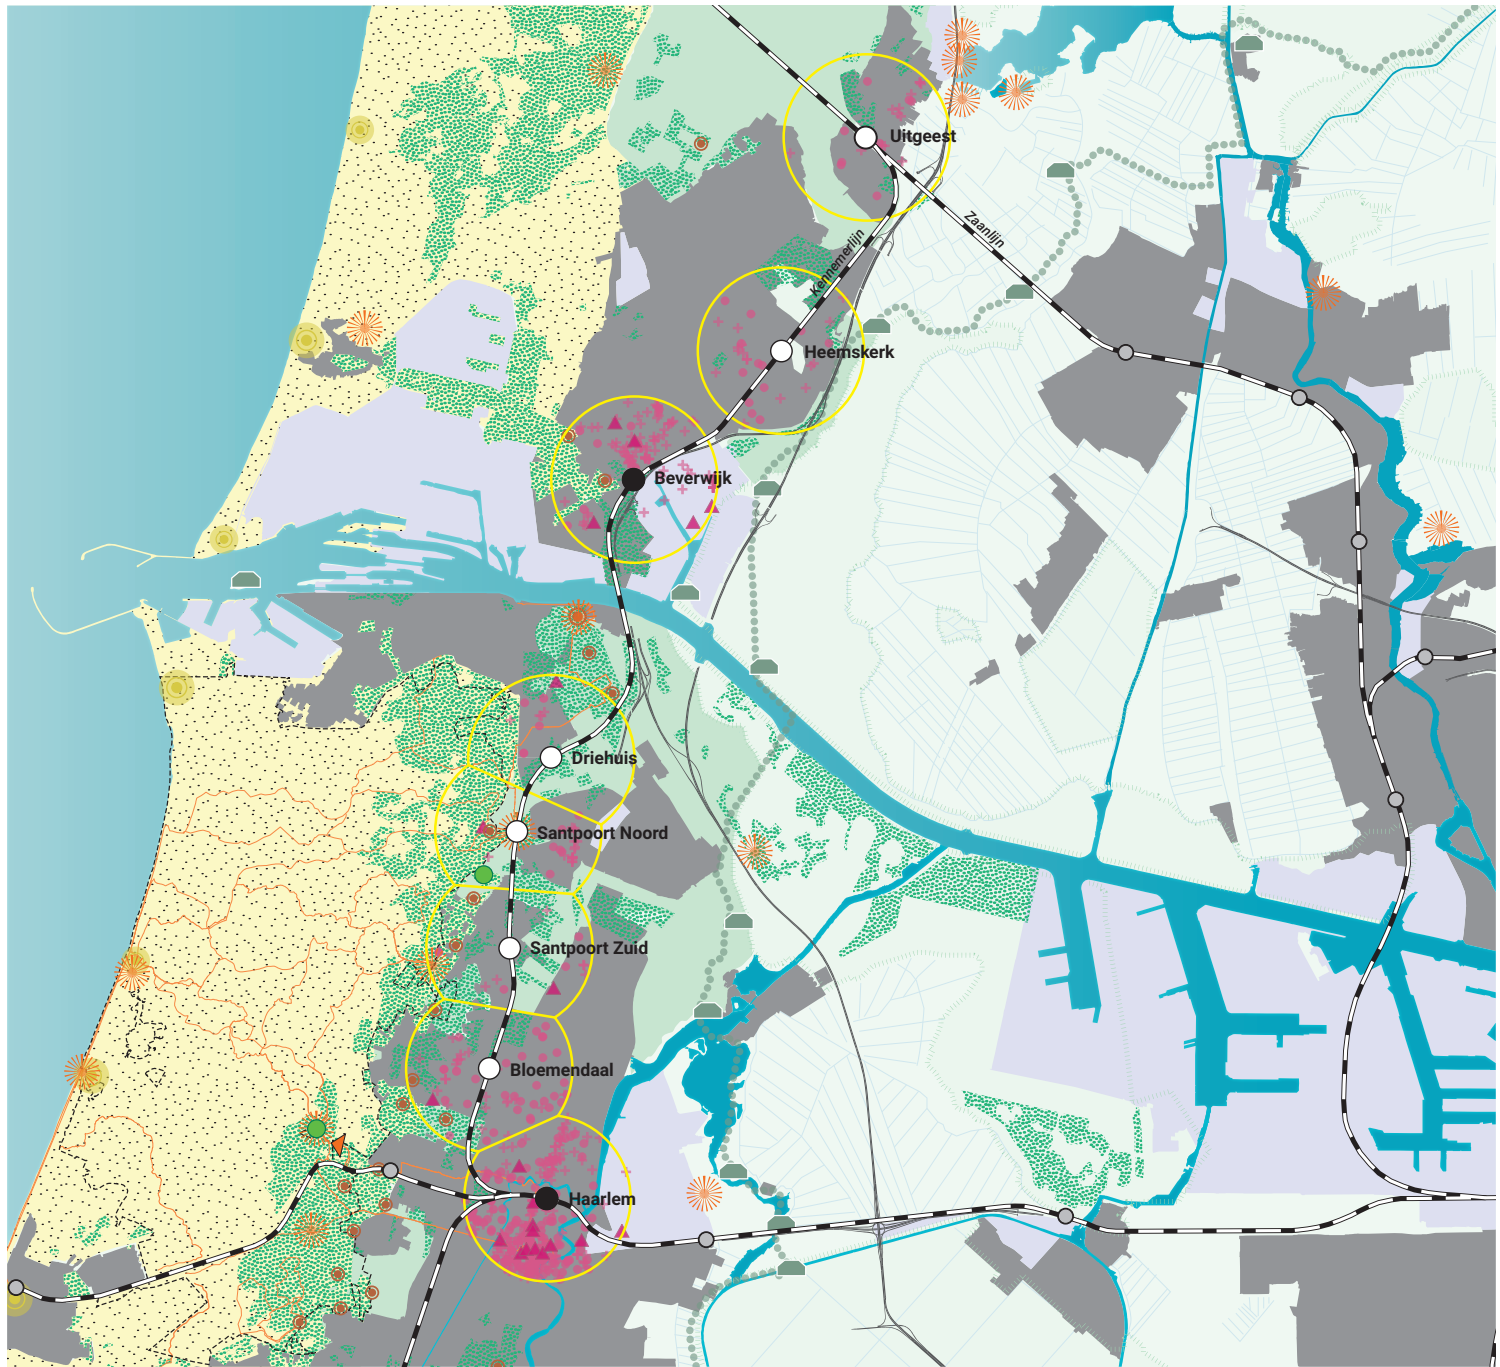 Uitgeest
Zaanlijn
Kennemerlijn
Heemskerk
Beverwijk
Driehuis
Santpoort Noord
Santpoort Zuid
Bloemendaal
Haarlem